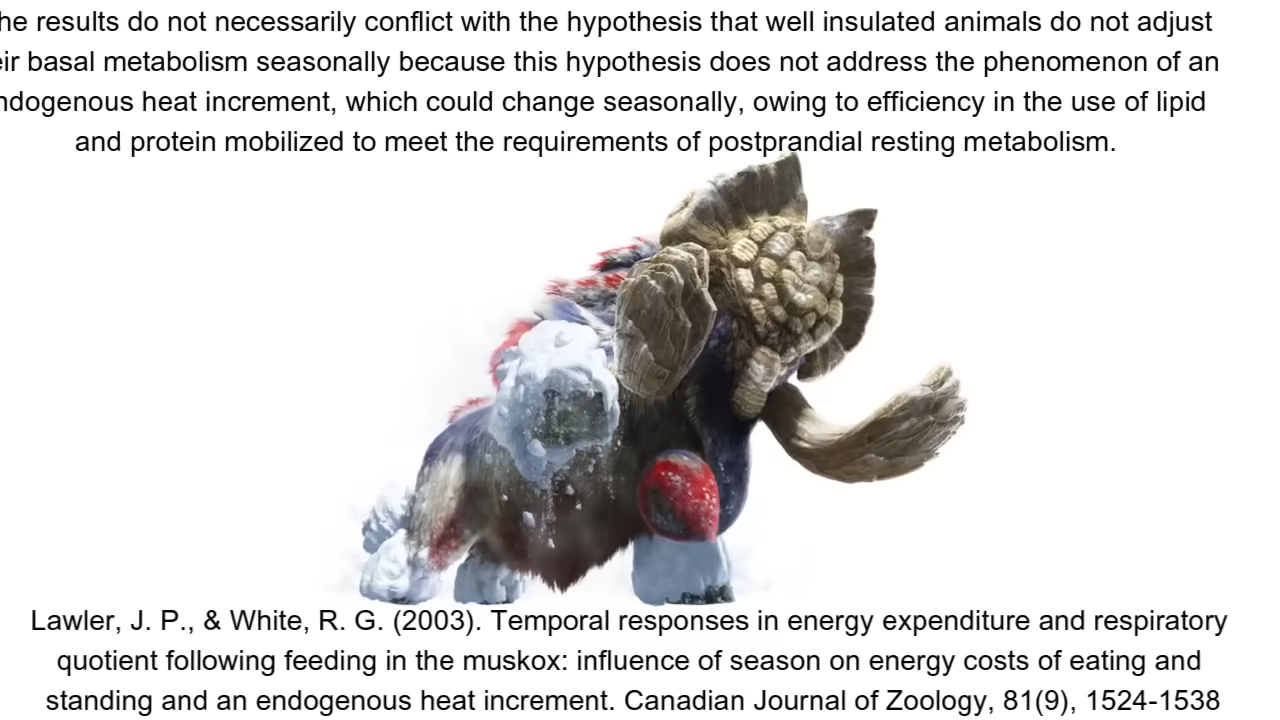 he results do not necessarily conflict with the hypothesis that well insulated animals do not adjust
eir basal metabolism seasonally because this hypothesis does not address the phenomenon of an
ndogenous heat increment, which could change seasonally, owing to efficiency in the use of lipid
and protein mobilized to meet the requirements of postprandial resting metabolism.
Lawler, J. P., & White, R. G. (2003). Temporal responses in energy expenditure and respiratory
quotient following feeding in the muskox: influence of season on energy costs of eating and
standing and an endogenous heat increment. Canadian Journal of Zoology, 81(9), 1524-1538